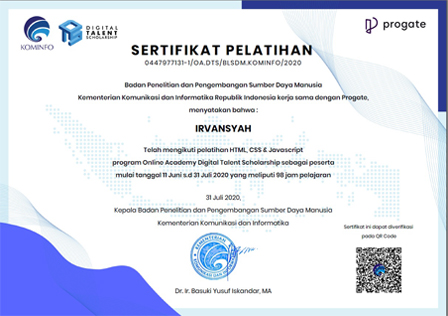 KOMINFO
DIGITAL
TALENT
SCHOLARSHIP
progate
SERTIFIKAT PELATIHAN
0447977131-1/OA.DTS/BLSDM.KOMINFO/2020
Badan Penelitian dan Pengembangan Sumber Daya Manusia
Kementerian Komunikasi dan Informatika Republik Indonesia kerja sama dengan Progate,
menyatakan bahwa :
IRVANSYAH
Telah mengikuti pelatihan HTML, CSS & Javascript
program Online Academy Digital Talent Scholarship sebagai peserta
mulai tanggal 11 Juni s.d 31 Juli 2020 yang meliputi 98 jam pelajaran
31 Juli 2020,
Kepala Badan Penelitian dan Pengembangan Sumber Daya Manusia
Kementerian Komunikasi dan Informatika
KEMENTERIAN
KOMUNIKASI DAN INFORMATIKA
Dr. Ir. Basuki Yusuf Iskandar, MA
Sertifikat ini dapat diverifikasi
pada QR Code